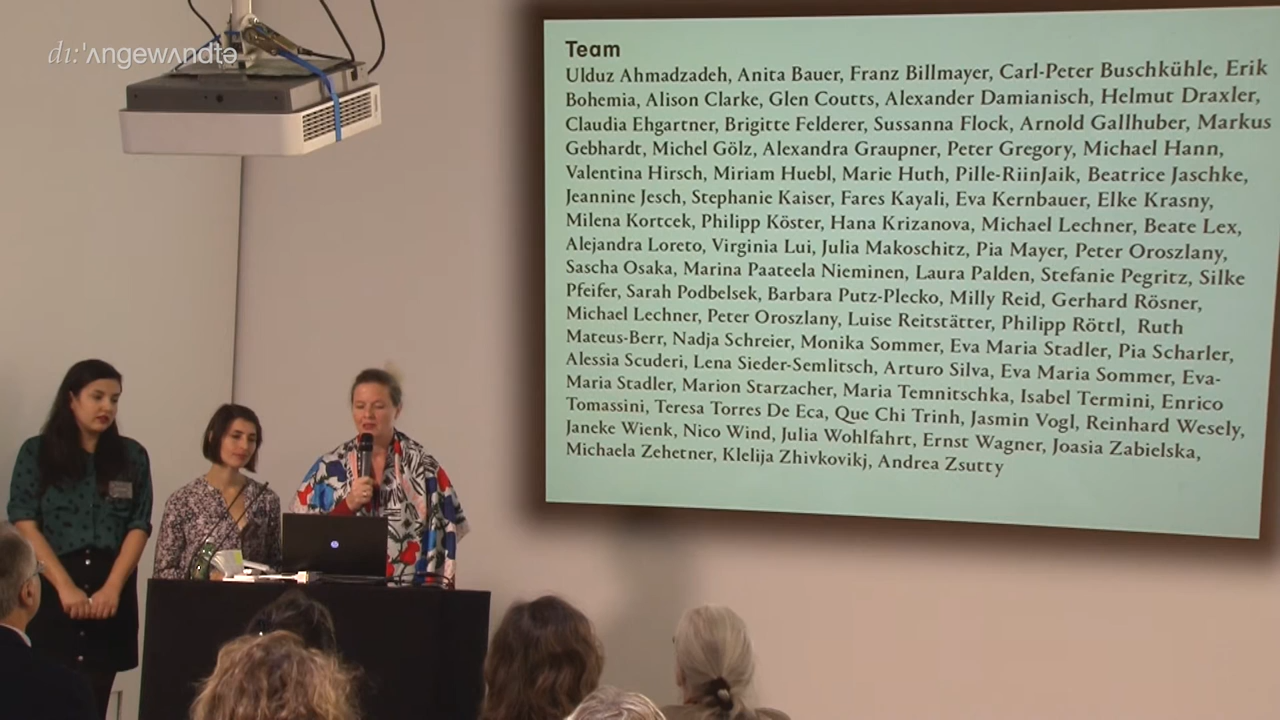 dı:ˈʌngewʌndtə
Team
Ulduz Ahmadzadeh, Anita Bauer, Franz Billmayer, Carl-Peter Buschkühle, Erik
Bohemia, Alison Clarke, Glen Coutts, Alexander Damianisch, Helmut Draxler,
Claudia Ehgartner, Brigitte Felderer, Sussanna Flock, Arnold Gallhuber, Markus
Gebhardt, Michel Gölz, Alexandra Graupner, Peter Gregory, Michael Hann,
Valentina Hirsch, Miriam Huebl, Marie Huth, Pille-RiinJaik, Beatrice Jaschke,
Jeannine Jesch, Stephanie Kaiser, Fares Kayali, Eva Kernbauer, Elke Krasny,
Milena Kortcek, Philipp Köster, Hana Krizanova, Michael Lechner, Beate Lex,
Alejandra Loreto, Virginia Lui, Julia Makoschitz, Pia Mayer, Peter Oroszlany,
Sascha Osaka, Marina Paateela Nieminen, Laura Palden, Stefanie Pegritz, Silke
Pfeifer, Sarah Podbelsek, Barbara Putz-Plecko, Milly Reid, Gerhard Rösner,
Michael Lechner, Peter Oroszlany, Luise Reitstätter, Philipp Röttl, Ruth
Mateus-Berr, Nadja Schreier, Monika Sommer, Eva Maria Stadler, Pia Scharler,
Alessia Scuderi, Lena Sieder-Semlitsch, Arturo Silva, Eva Maria Sommer, Eva-
Maria Stadler, Marion Starzacher, Maria Temnitschka, Isabel Termini, Enrico
Tomassini, Teresa Torres De Eca, Que Chi Trinh, Jasmin Vogl, Reinhard Wesely,
Janeke Wienk, Nico Wind, Julia Wohlfahrt, Ernst Wagner, Joasia Zabielska,
Michaela Zehetner, Klelija Zhivkovikj, Andrea Zsutty